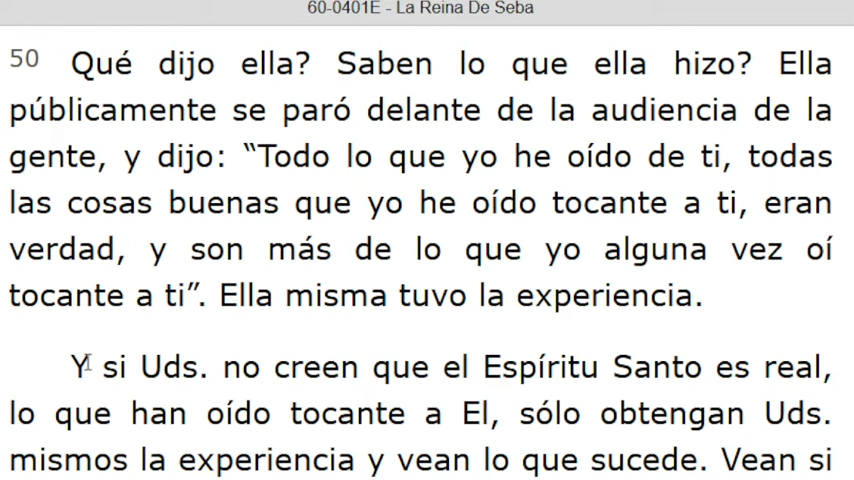 60-0401E - La Reina De Seba
50 Qué dijo ella? Saben lo que ella hizo? Ella
públicamente se paró delante de la audiencia de la
gente, y dijo: “Todo lo que yo he oído de ti, todas
las cosas buenas que yo he oído tocante a ti, eran
verdad, y son más de lo que yo alguna vez oí
tocante a ti”. Ella misma tuvo la experiencia.
Y si Uds. no creen que el Espíritu Santo es real,
lo que han oído tocante a El, sólo obtengan Uds.
mismos la experiencia y vean lo que sucede. Vean si